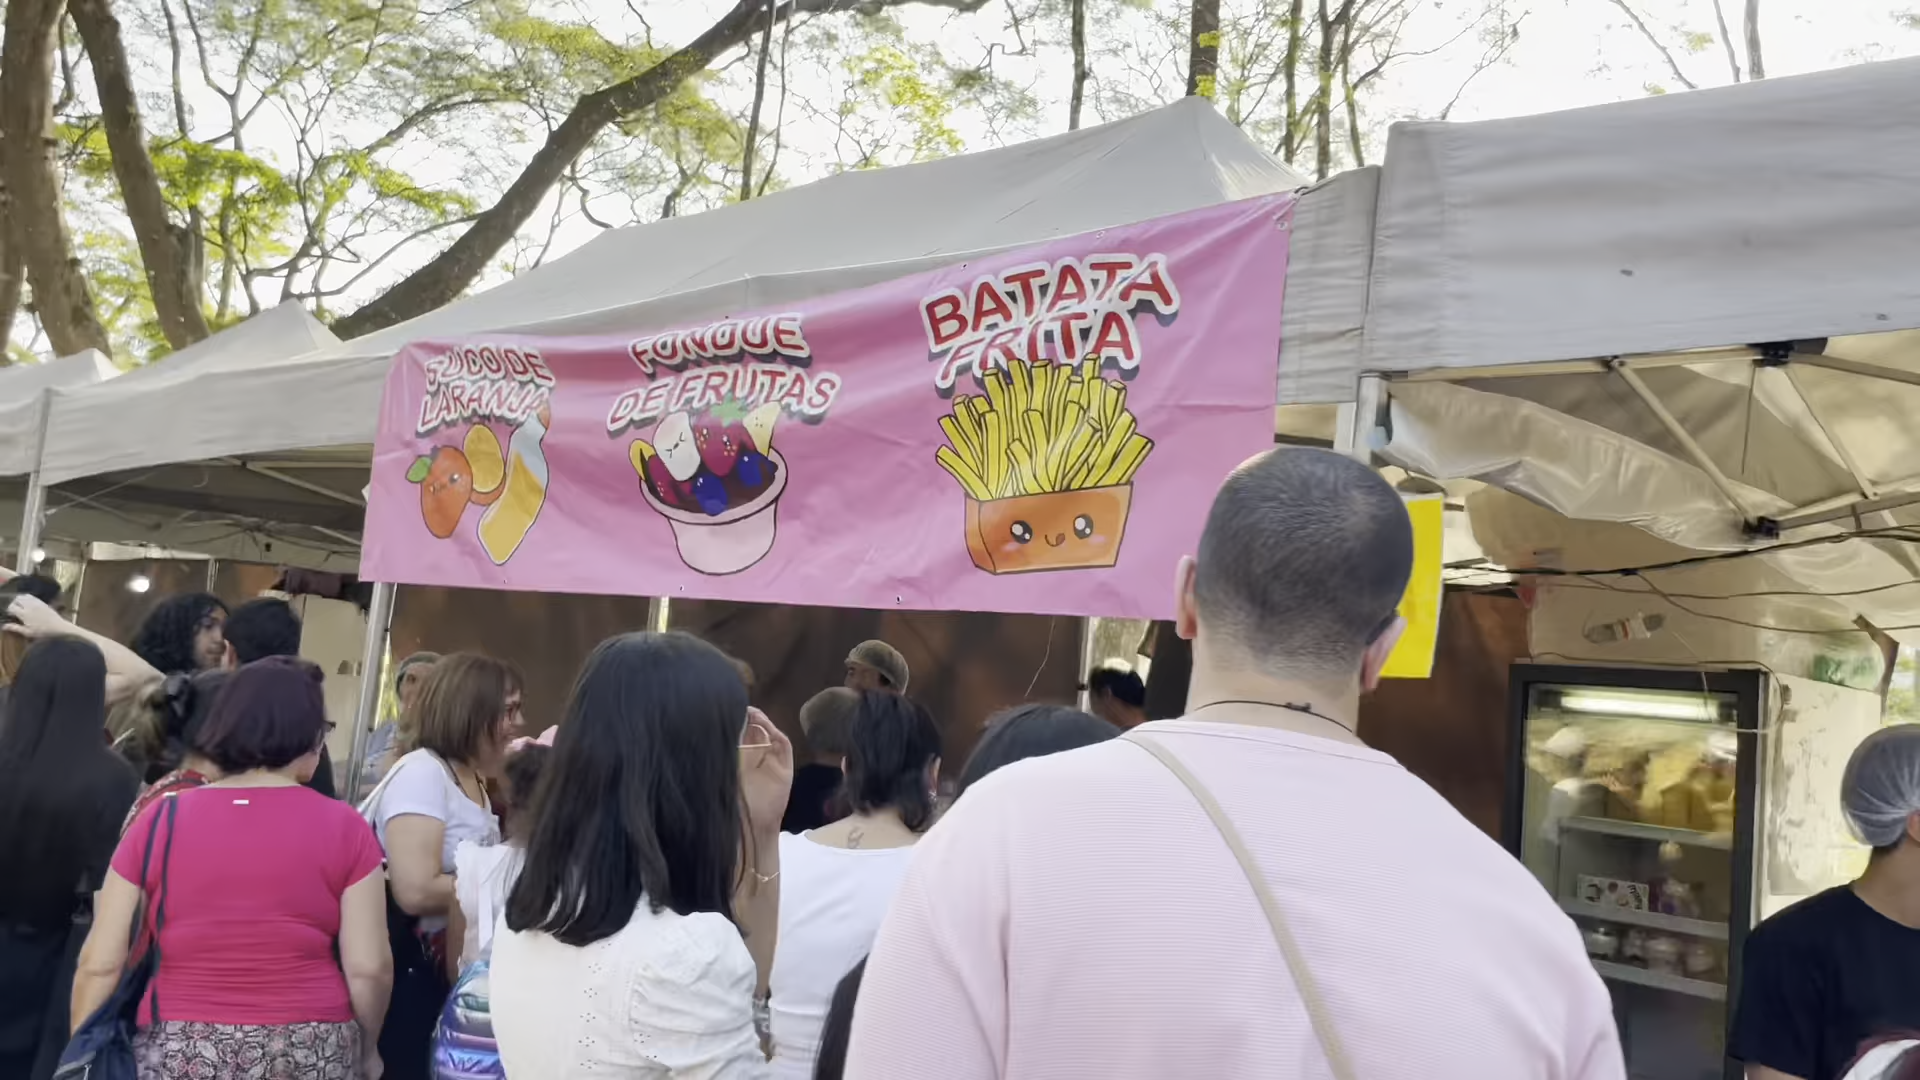 SUCO DE
LARANJA
FONDUE
DE FRUTAS
BATATA
FRITA